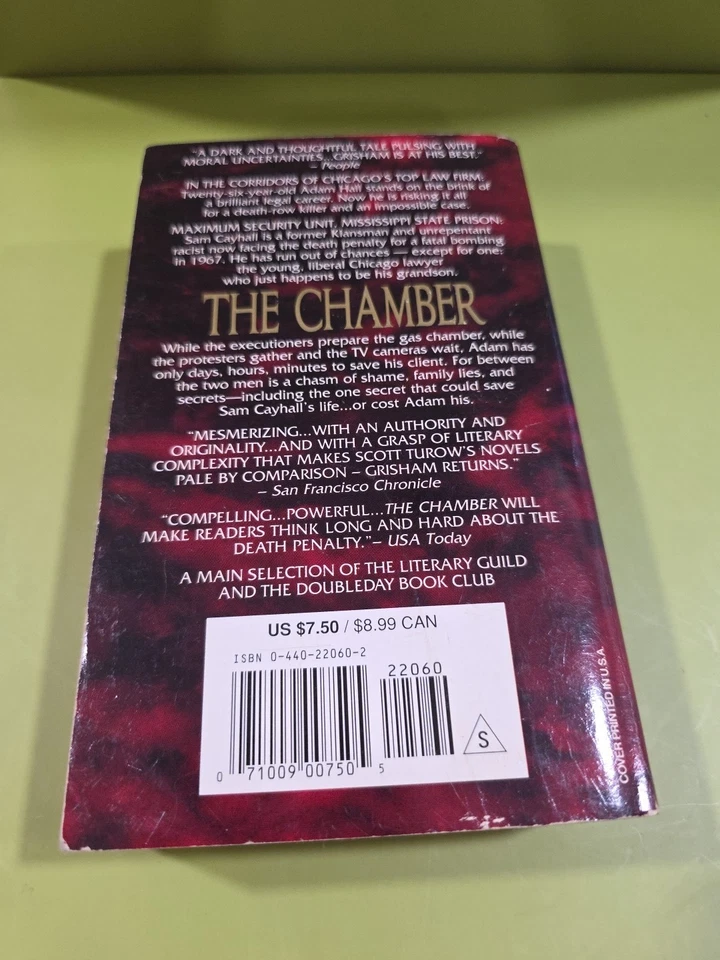 "A DARK AND THOUGHTFUL TALE PULSING WITH
MORAL UNCERTAINTIES...GRISHAM IS AT HIS BEST."
– People
IN THE CORRIDORS OF CHICAGO'S TOP LAW FIRM:
Twenty-six-year-old Adam Hall stands on the brink of
a brilliant legal career. Now he is risking it all
for a death-row killer and an impossible case.
MAXIMUM SECURITY UNIT, MISSISSIPPI STATE PRISON:
Sam Cayhall is a former Klansman and unrepentant
racist now facing the death penalty for a fatal bombing
in 1967. He has run out of chances — except for one:
the young, liberal Chicago lawyer
who just happens to be his grandson.
THE CHAMBER
While the executioners prepare the gas chamber, while
the protesters gather and the TV cameras wait, Adam has
only days, hours, minutes to save his client. For between
the two men is a chasm of shame, family lies, and
secrets—including the one secret that could save
Sam Cayhall's life...or cost Adam his.
"MESMERIZING...WITH AN AUTHORITY AND
ORIGINALITY...AND WITH A GRASP OF LITERARY
COMPLEXITY THAT MAKES SCOTT TUROW'S NOVELS
PALE BY COMPARISON – GRISHAM RETURNS."
– San Francisco Chronicle
"COMPELLING...POWERFUL...THE CHAMBER WILL
MAKE READERS THINK LONG AND HARD ABOUT THE
DEATH PENALTY."– USA Today
A MAIN SELECTION OF THE LITERARY GUILD
AND THE DOUBLEDAY BOOK CLUB
US $7.50 / $8.99 CAN
ISBN 0-440-22060-2
22060
S
0 71009 00750 5
COVER PRINTED IN U.S.A.